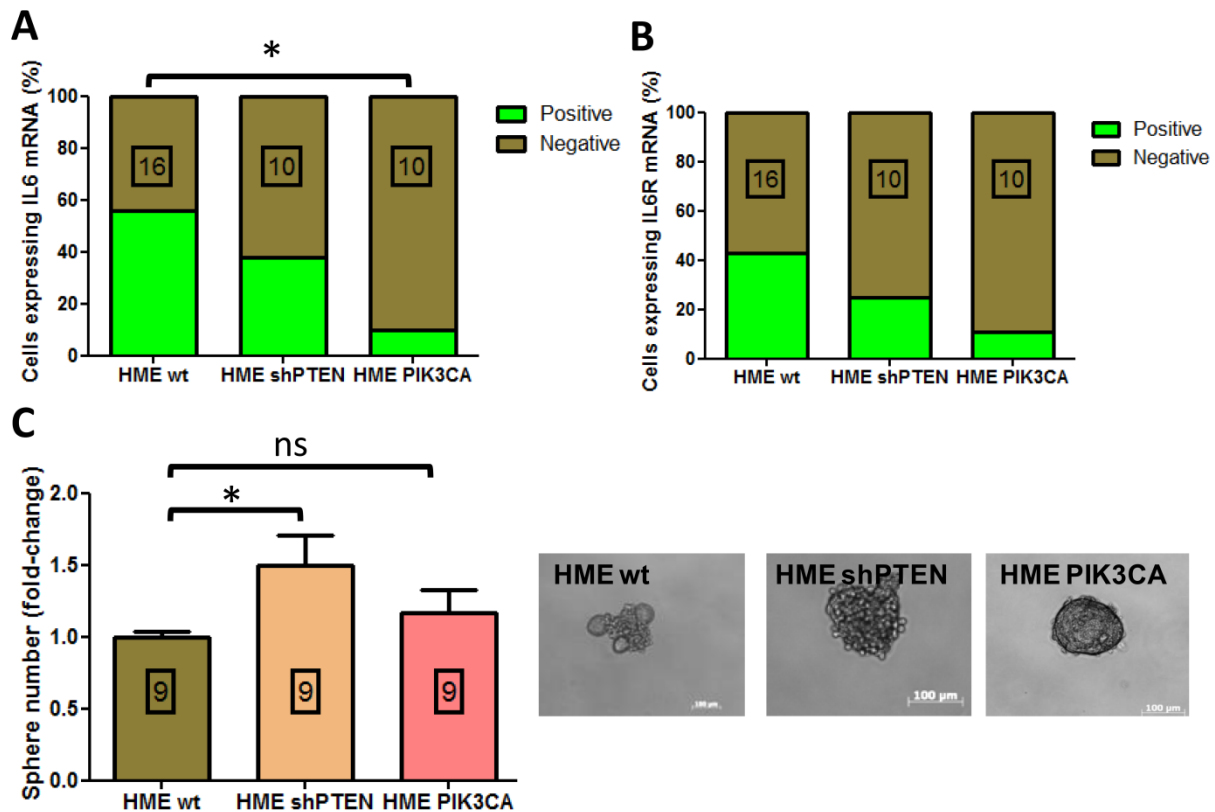 A
*
Cells expressing IL6 mRNA (%)
100
80
60
40
20
0
16
10
10
HME wt
HME shPTEN
HME PIK3CA
Positive
Negative
B
Cells expressing IL6R mRNA (%)
100
80
60
40
20
0
16
10
10
HME wt
HME shPTEN
HME PIK3CA
Positive
Negative
C
ns
*
Sphere number (fold-change)
2.0
1.5
1.0
0.5
0.0
9
9
9
HME wt
HME shPTEN
HME PIK3CA
HME wt
100 µm
HME shPTEN
100 µm
HME PIK3CA
100 µm